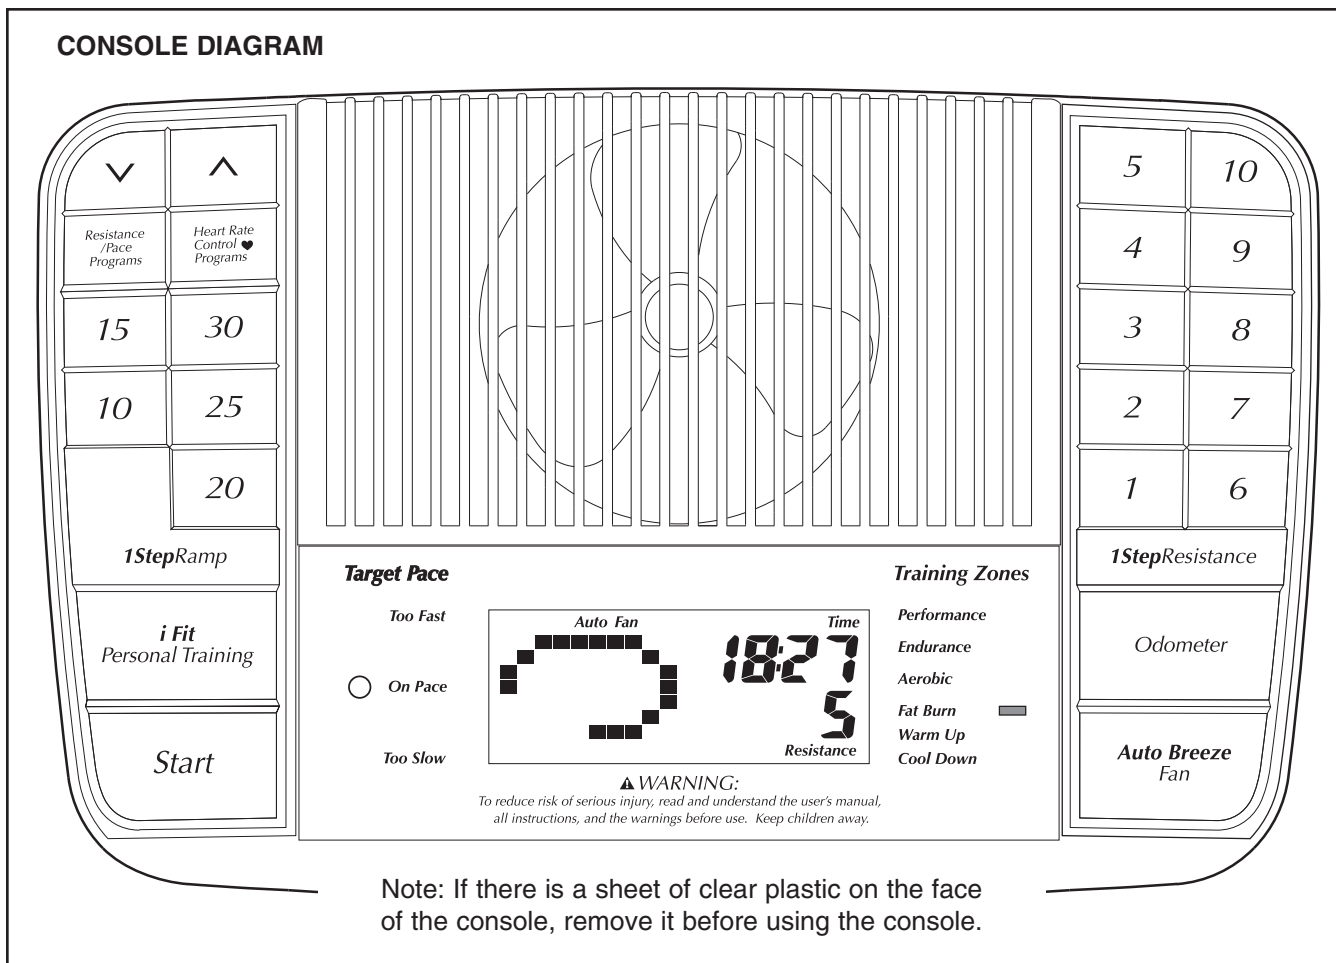 CONSOLE DIAGRAM
Resistance
/Pace
Programs
Heart Rate
Control ♥
Programs
15
30
10
25
20
1StepRamp
i Fit
Personal Training
Start
Target Pace
Too Fast
On Pace
Too Slow
Auto Fan
Time
18:27
5
Resistance
Training Zones
Performance
Endurance
Aerobic
Fat Burn
Warm Up
Cool Down
⚠ WARNING:
To reduce risk of serious injury, read and understand the user's manual,
all instructions, and the warnings before use. Keep children away.
5
10
4
9
3
8
2
7
1
6
1StepResistance
Odometer
Auto Breeze
Fan
Note: If there is a sheet of clear plastic on the face
of the console, remove it before using the console.